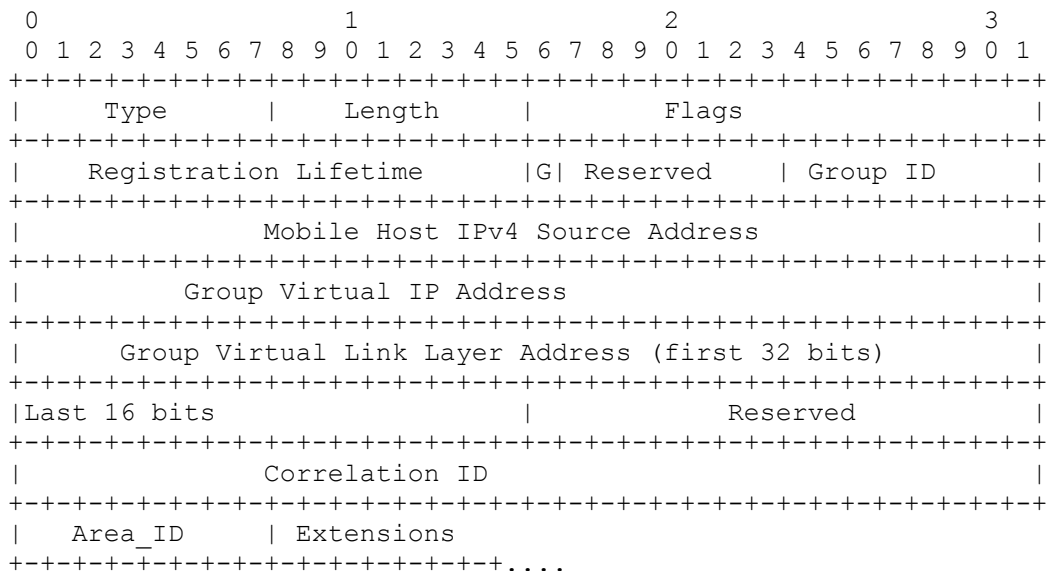 0                   1                   2                   3
 0 1 2 3 4 5 6 7 8 9 0 1 2 3 4 5 6 7 8 9 0 1 2 3 4 5 6 7 8 9 0 1
+-+-+-+-+-+-+-+-+-+-+-+-+-+-+-+-+-+-+-+-+-+-+-+-+-+-+-+-+-+-+-+-+
|     Type      |    Length     |        Flags                  |
+-+-+-+-+-+-+-+-+-+-+-+-+-+-+-+-+-+-+-+-+-+-+-+-+-+-+-+-+-+-+-+-+
|    Registration Lifetime      |G| Reserved    | Group ID      |
+-+-+-+-+-+-+-+-+-+-+-+-+-+-+-+-+-+-+-+-+-+-+-+-+-+-+-+-+-+-+-+-+
|               Mobile Host IPv4 Source Address                 |
+-+-+-+-+-+-+-+-+-+-+-+-+-+-+-+-+-+-+-+-+-+-+-+-+-+-+-+-+-+-+-+-+
|          Group Virtual IP Address                             |
+-+-+-+-+-+-+-+-+-+-+-+-+-+-+-+-+-+-+-+-+-+-+-+-+-+-+-+-+-+-+-+-+
|      Group Virtual Link Layer Address (first 32 bits)         |
+-+-+-+-+-+-+-+-+-+-+-+-+-+-+-+-+-+-+-+-+-+-+-+-+-+-+-+-+-+-+-+-+
|Last 16 bits                   |            Reserved           |
+-+-+-+-+-+-+-+-+-+-+-+-+-+-+-+-+-+-+-+-+-+-+-+-+-+-+-+-+-+-+-+-+
|               Correlation ID                                  |
+-+-+-+-+-+-+-+-+-+-+-+-+-+-+-+-+-+-+-+-+-+-+-+-+-+-+-+-+-+-+-+-+
|   Area_ID     | Extensions
+-+-+-+-+-+-+-+-+-+-+-+-+-+-+-+....